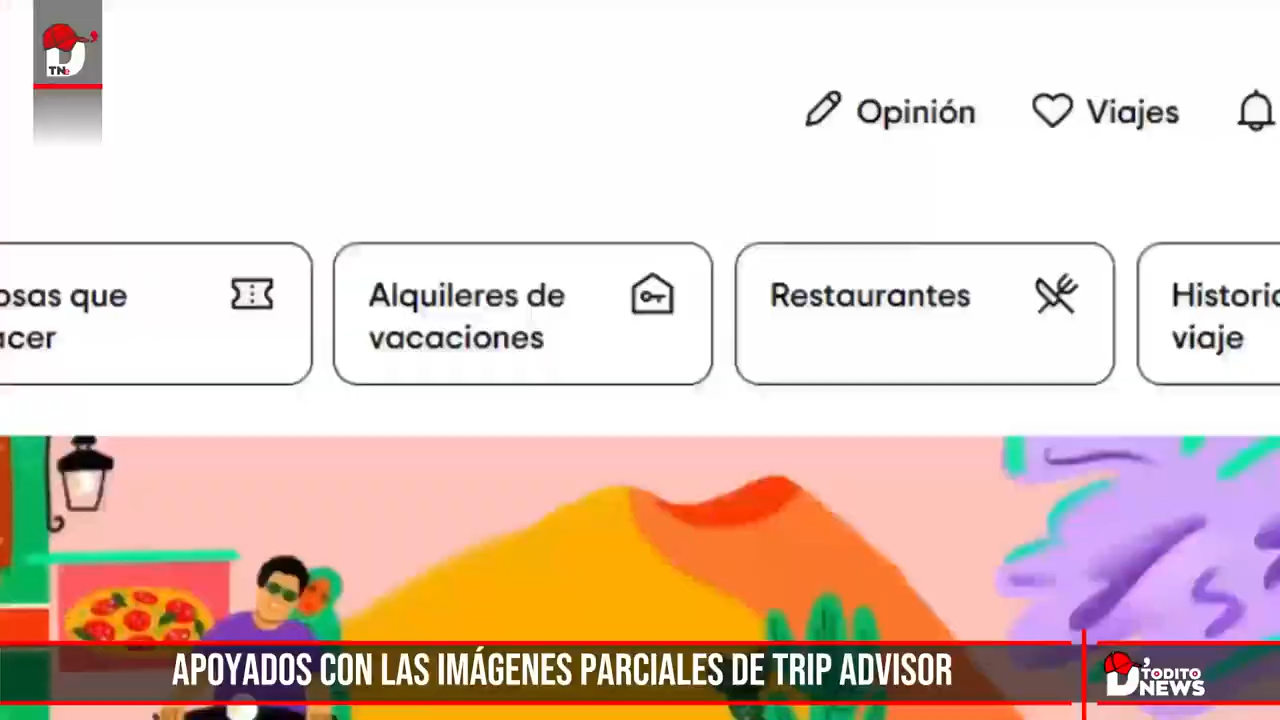 TN
Opinión
Viajes
osas que
acer
Alquileres de
vacaciones
Restaurantes
Historia
viaje
APOYADOS CON LAS IMÁGENES PARCIALES DE TRIP ADVISOR
D'TODITO
NEWS